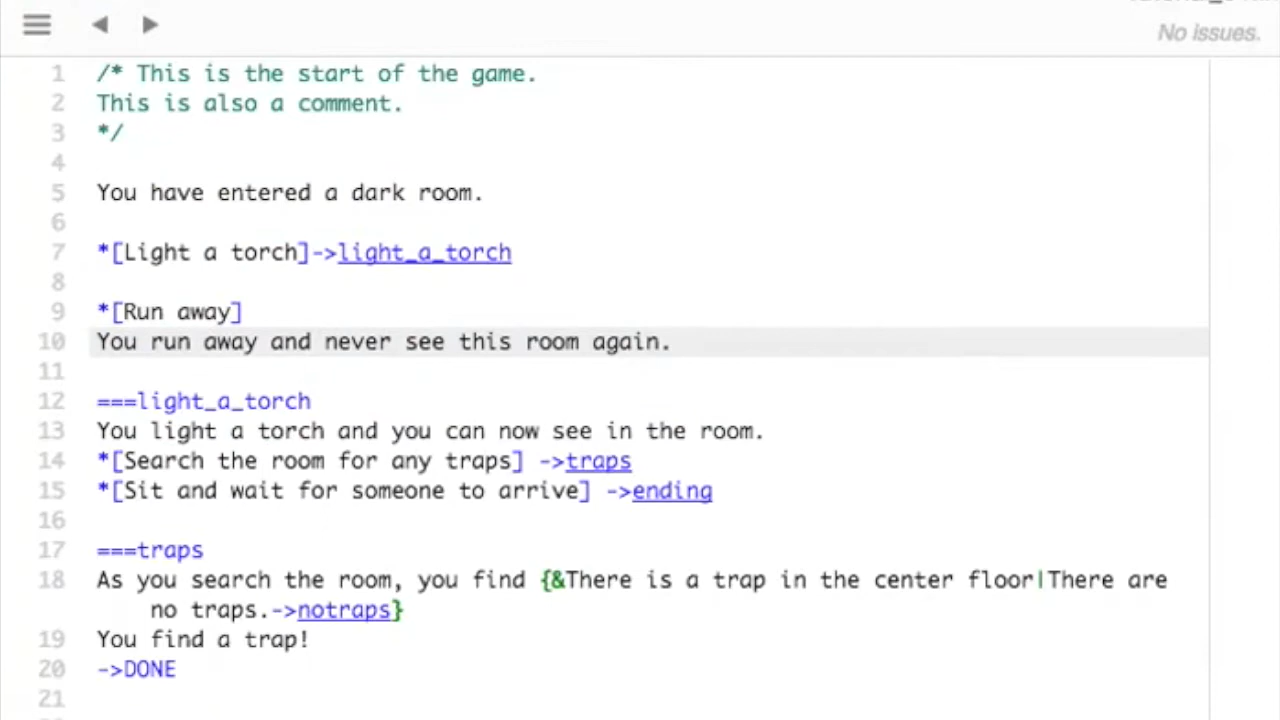 No issues.
1 /* This is the start of the game.
2 This is also a comment.
3 */
4
5 You have entered a dark room.
6
7 *[Light a torch]->light_a_torch
8
9 *[Run away]
10 You run away and never see this room again.
11
12 ===light_a_torch
13 You light a torch and you can now see in the room.
14 *[Search the room for any traps] ->traps
15 *[Sit and wait for someone to arrive] ->ending
16
17 ===traps
18 As you search the room, you find {&There is a trap in the center floor|There are
no traps.->notraps}
19 You find a trap!
20 ->DONE
21